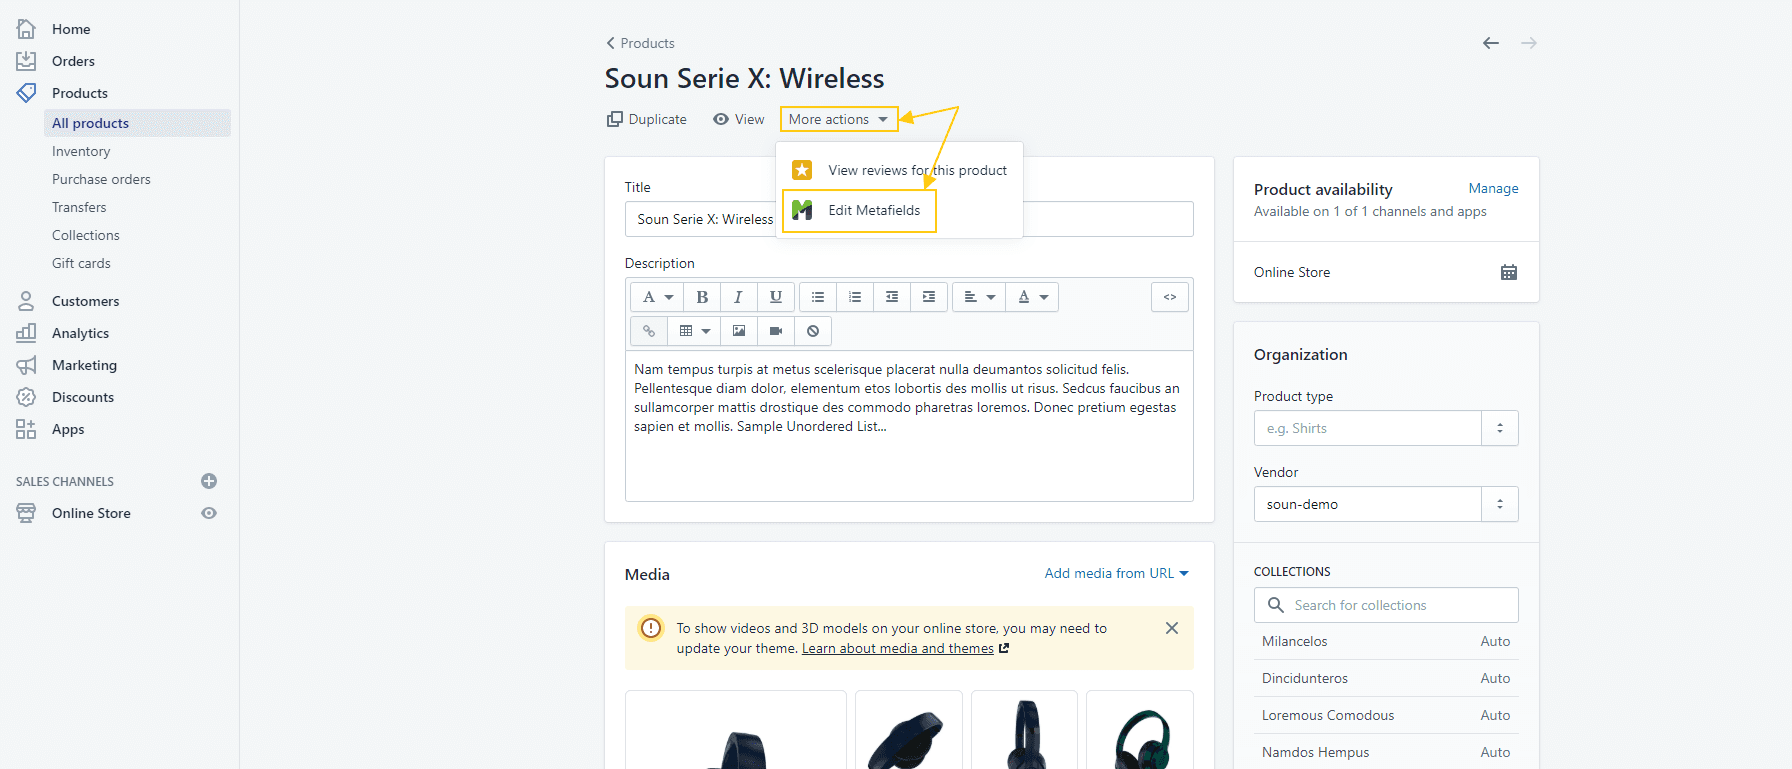 Home
Orders
Products
All products
Inventory
Purchase orders
Transfers
Collections
Gift cards
Customers
Analytics
Marketing
Discounts
Apps
SALES CHANNELS
Online Store
Products
Soun Serie X: Wireless
Duplicate
View
More actions
View reviews for this product
Edit Metafields
Title
Soun Serie X: Wireless
Description
A
B
I
U
A
<>
Nam tempus turpis at metus scelerisque placerat nulla deumantos solicitud felis.
Pellentesque diam dolor, elementum etos lobortis des mollis ut risus. Sedcus faucibus an
sullamcorper mattis drostique des commodo pharetras loremos. Donec pretium egestas
sapien et mollis. Sample Unordered List...
Media
Add media from URL
To show videos and 3D models on your online store, you may need to
update your theme. Learn about media and themes
Product availability
Manage
Available on 1 of 1 channels and apps
Online Store
Organization
Product type
e.g. Shirts
Vendor
soun-demo
COLLECTIONS
Search for collections
Milancelos Auto
Dincidunteros Auto
Loremous Comodous Auto
Namdos Hempus Auto